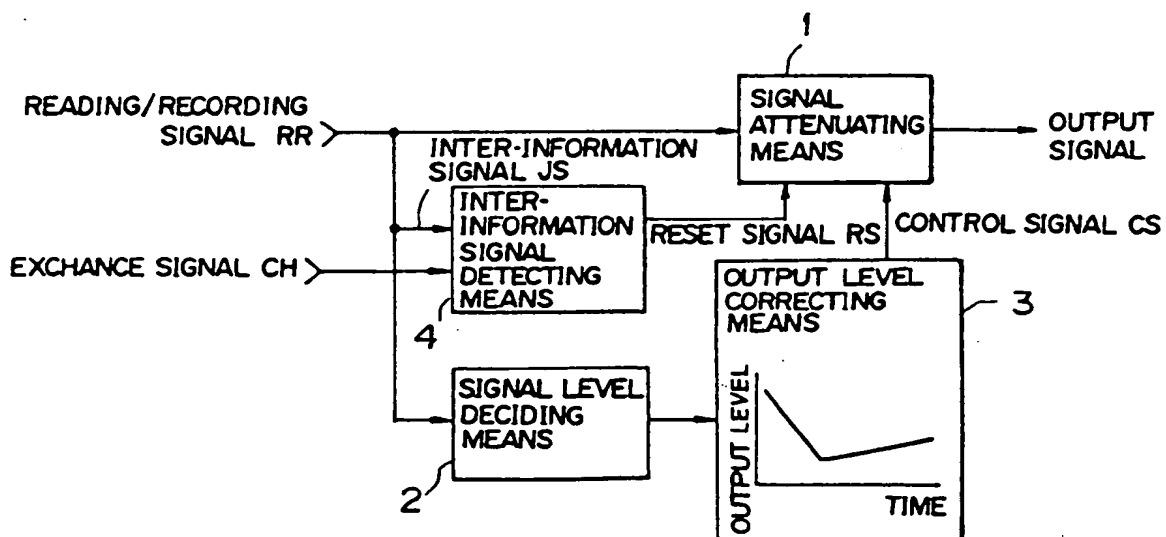 1
READING/RECORDING
SIGNAL RR
SIGNAL
ATTENUATING
MEANS
OUTPUT
SIGNAL
INTER-INFORMATION
SIGNAL JS
INTER-
INFORMATION
SIGNAL
DETECTING
MEANS
4
RESET SIGNAL RS
CONTROL SIGNAL CS
EXCHANCE SIGNAL CH
OUTPUT LEVEL
CORRECTING
MEANS
3
SIGNAL LEVEL
DECIDING
MEANS
2
OUTPUT LEVEL
TIME